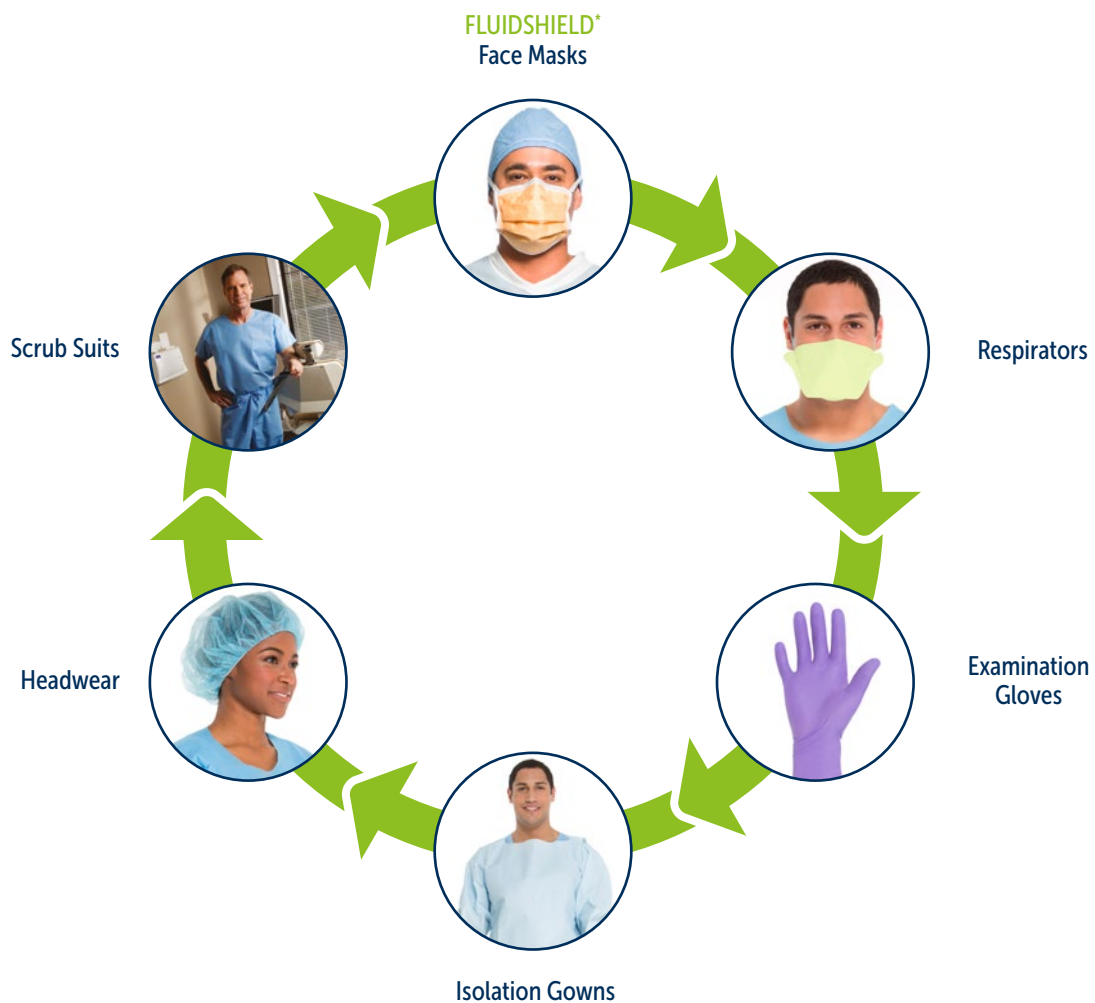 FLUIDSHIELD*
Face Masks
Scrub Suits
Respirators
Headwear
Examination
Gloves
Isolation Gowns